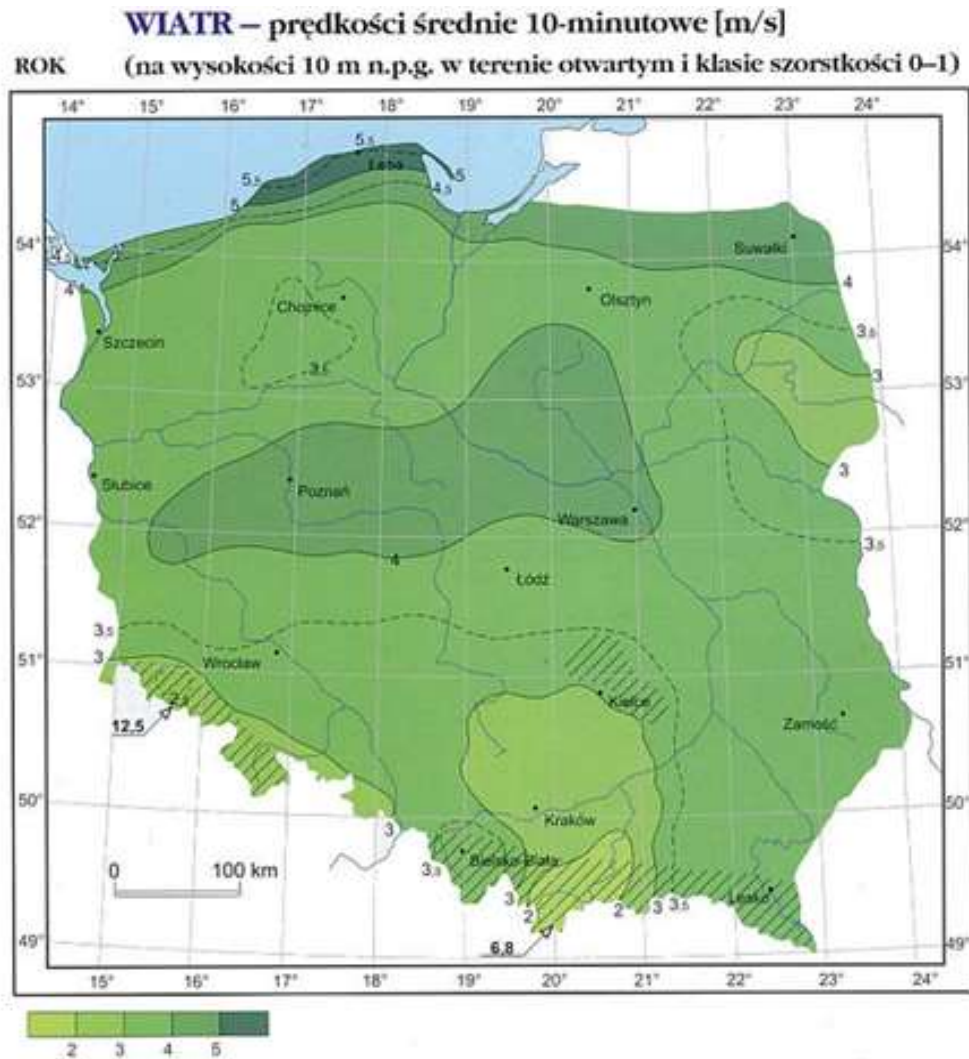 WIATR – prędkości średnie 10-minutowe [m/s]
ROK (na wysokości 10 m n.p.g. w terenie otwartym i klasie szorstkości 0–1)
14° 15° 16° 17° 18° 19° 20° 21° 22° 23° 24°
5,5
Łeba
5,5 5
4,5
5
54° 54°
Suwałki
4,5
4 4
Olsztyn
Chojnice
3,5
Szczecin
3,5
53° 3 53°
3
Słubice
Poznań
Warszawa
52° 52°
3,5
4
Łódź
3,5
3
51° Wrocław 51°
Kielce
Zamość
12,5
50° Kraków 50°
3
0 100 km
Bielsko-Biała
3,5 Lesko
3 2 2 3 3,5
49° 6,8 49°
15° 16° 17° 18° 19° 20° 21° 22° 23° 24°
2 3 4 5